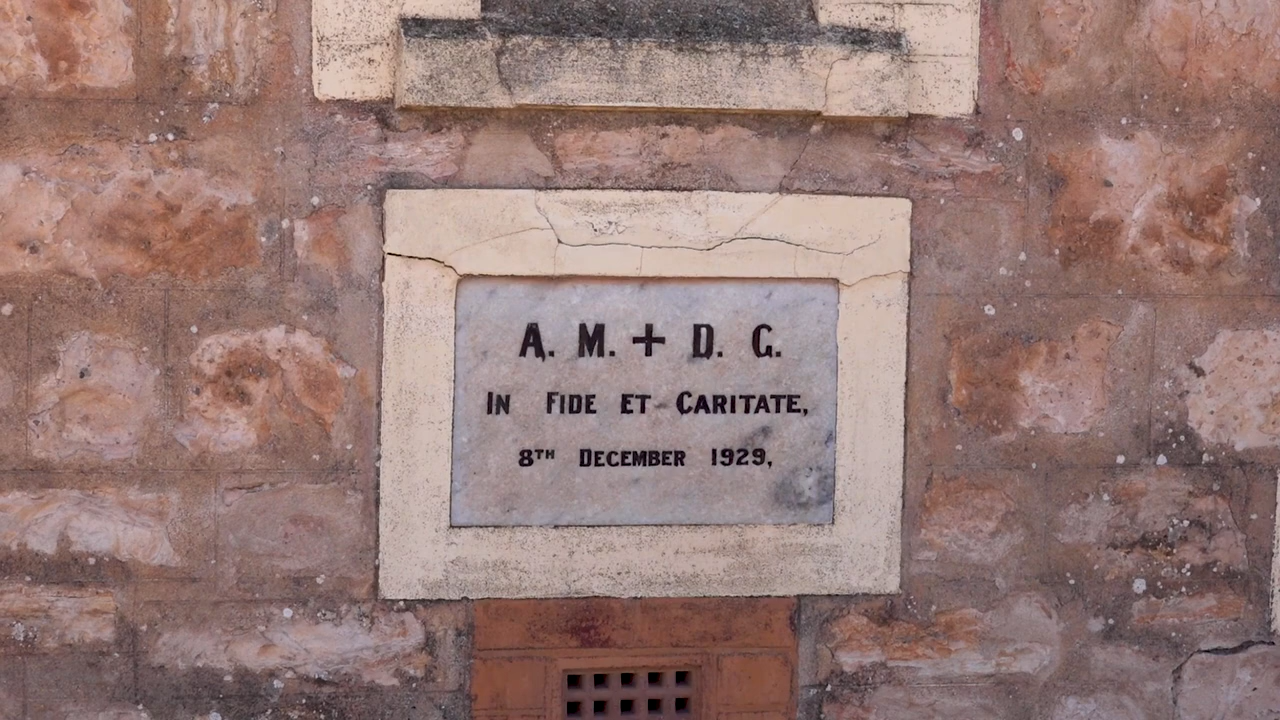 A. M. + D. G.
IN FIDE ET CARITATE,
8TH DECEMBER 1929,